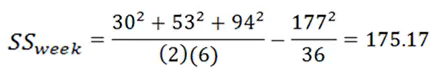 SS_week = (30² + 53² + 94²) / ((2)(6)) − 177² / 36 = 175.17